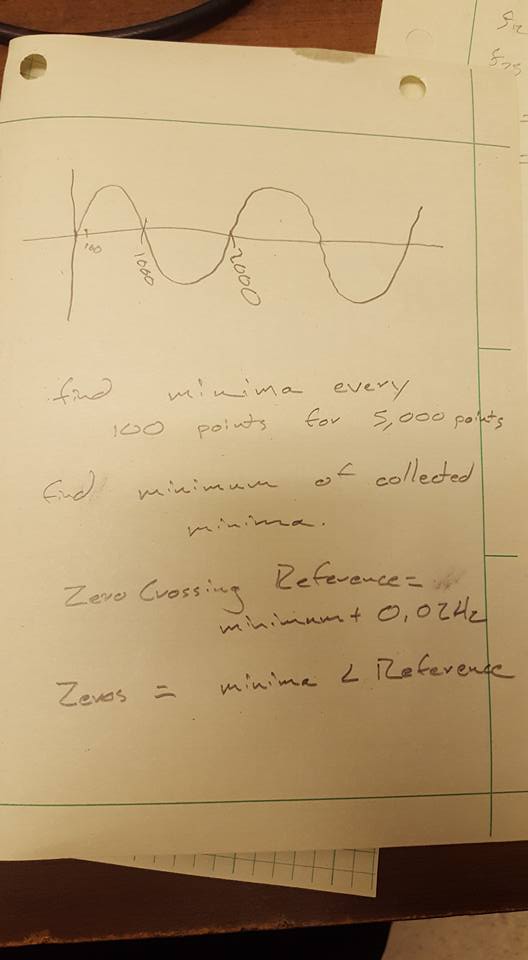 100
1000
2000
find minima every
100 points for 5,000 points
find minimum of collected
minima.
Zero Crossing Reference =
minimum + 0.02Hz
Zeros = minima < Reference